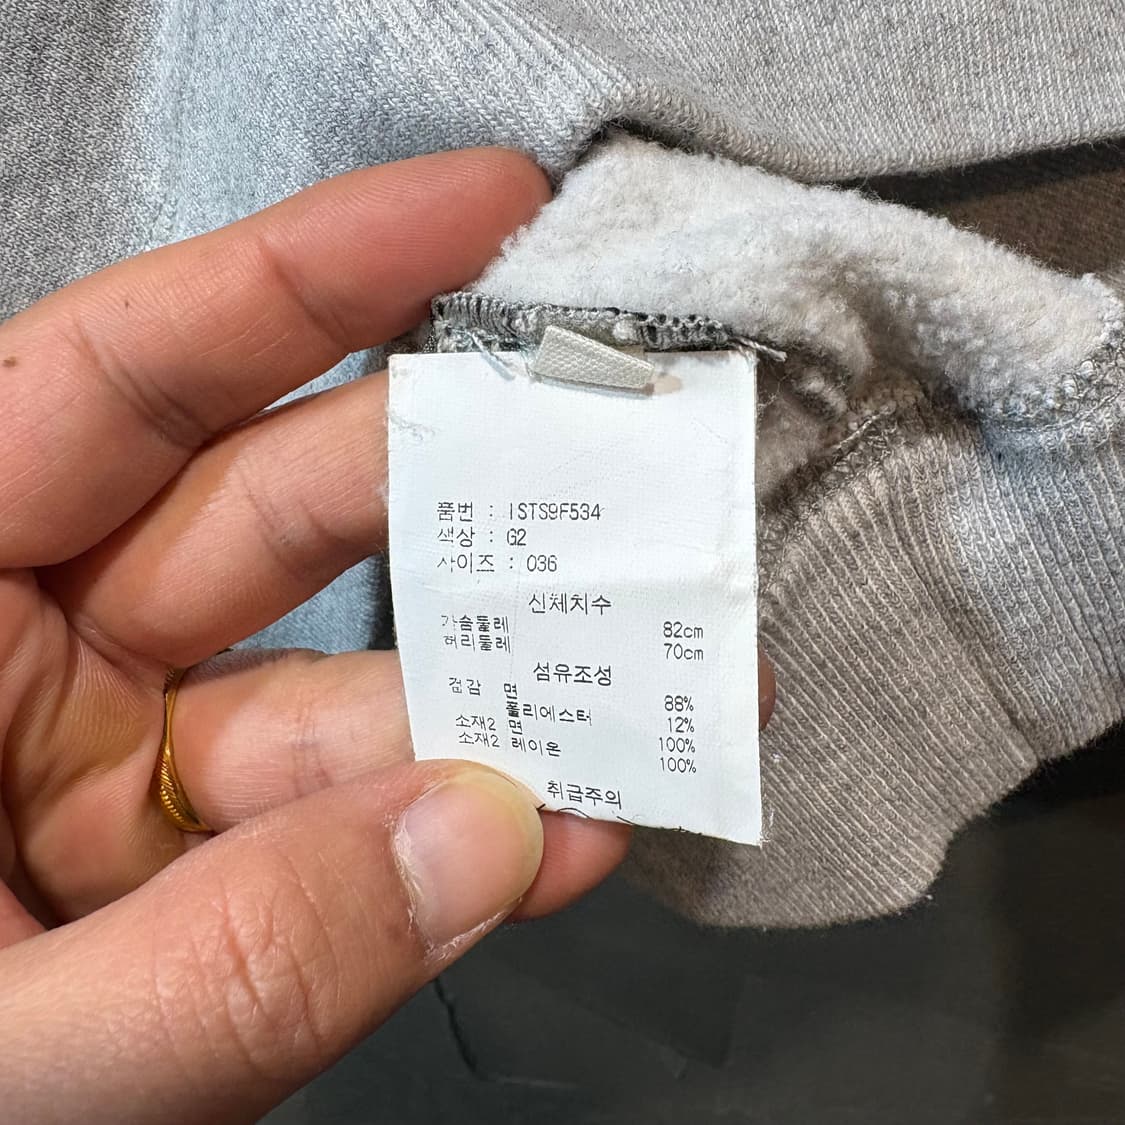 품번 : ISTS9F534
색상 : G2
사이즈 : 036
신체치수
가슴둘레 82cm
허리둘레 70cm
섬유조성
겉감 면 88%
폴리에스터 12%
소재2 면 100%
소재2 레이온 100%
취급주의